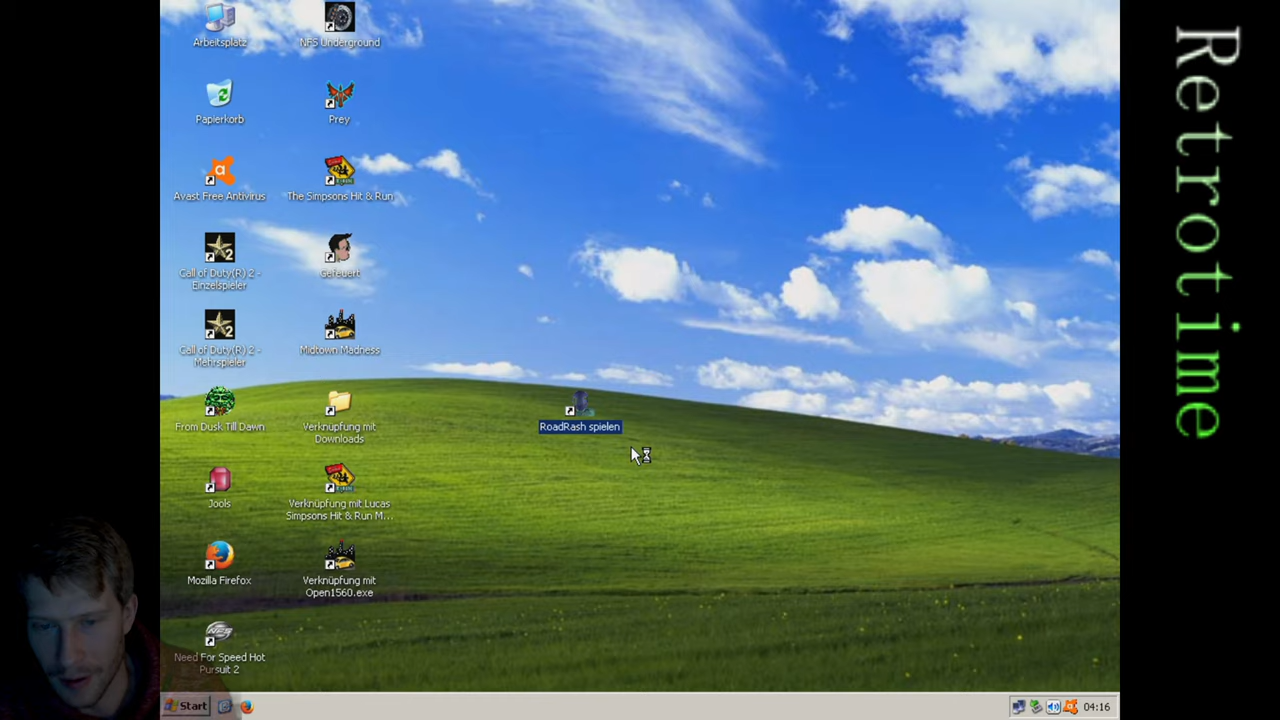 Arbeitsplatz
NFS Underground
Papierkorb
Prey
Avast Free Antivirus
The Simpsons Hit & Run
Call of Duty(R) 2 -
Einzelspieler
Gefeuert
Call of Duty(R) 2 -
Mehrspieler
Midtown Madness
From Dusk Till Dawn
Verknüpfung mit
Downloads
RoadRash spielen
Jools
Verknüpfung mit Lucas
Simpsons Hit & Run M...
Mozilla Firefox
Verknüpfung mit
Open1560.exe
Need For Speed Hot
Pursuit 2
Start
04:16
Retrotime